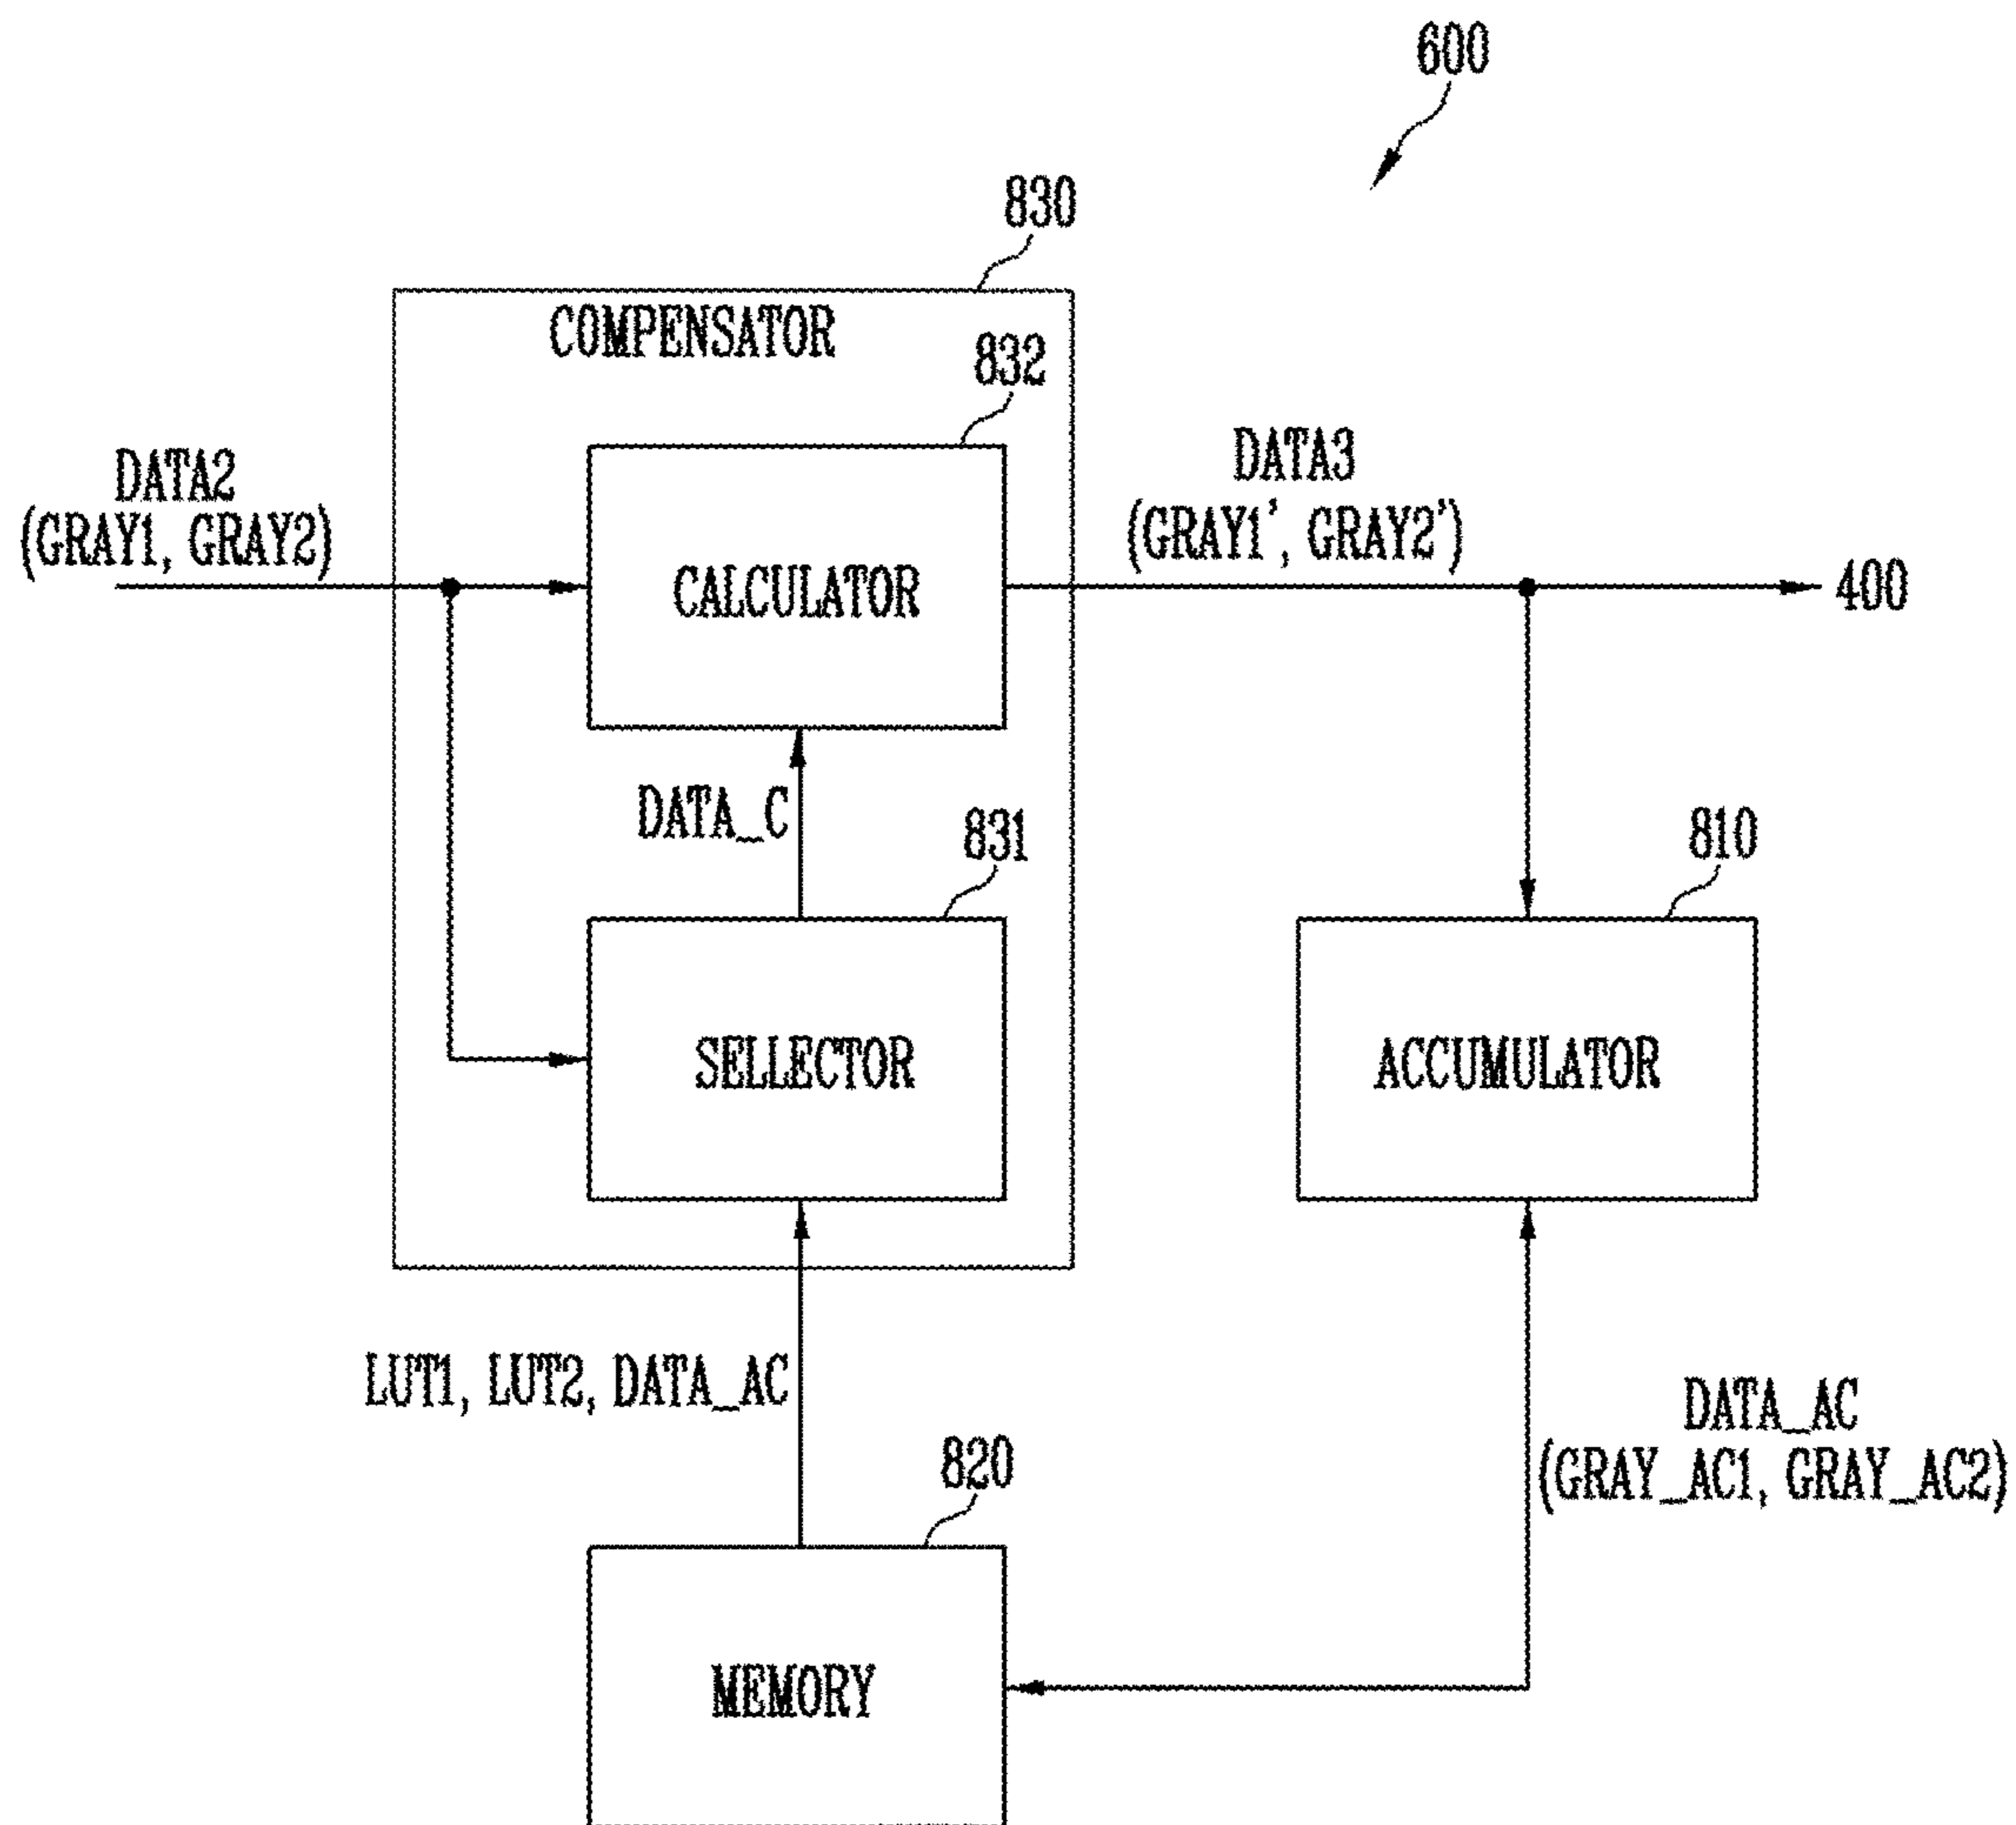 600
830
COMPENSATOR
832
DATA2
(GRAY1, GRAY2)
CALCULATOR
DATA3
(GRAY1', GRAY2')
400
DATA_C
831
810
SELLECTOR
ACCUMULATOR
LUT1, LUT2, DATA_AC
DATA_AC
(GRAY_AC1, GRAY_AC2)
820
MEMORY